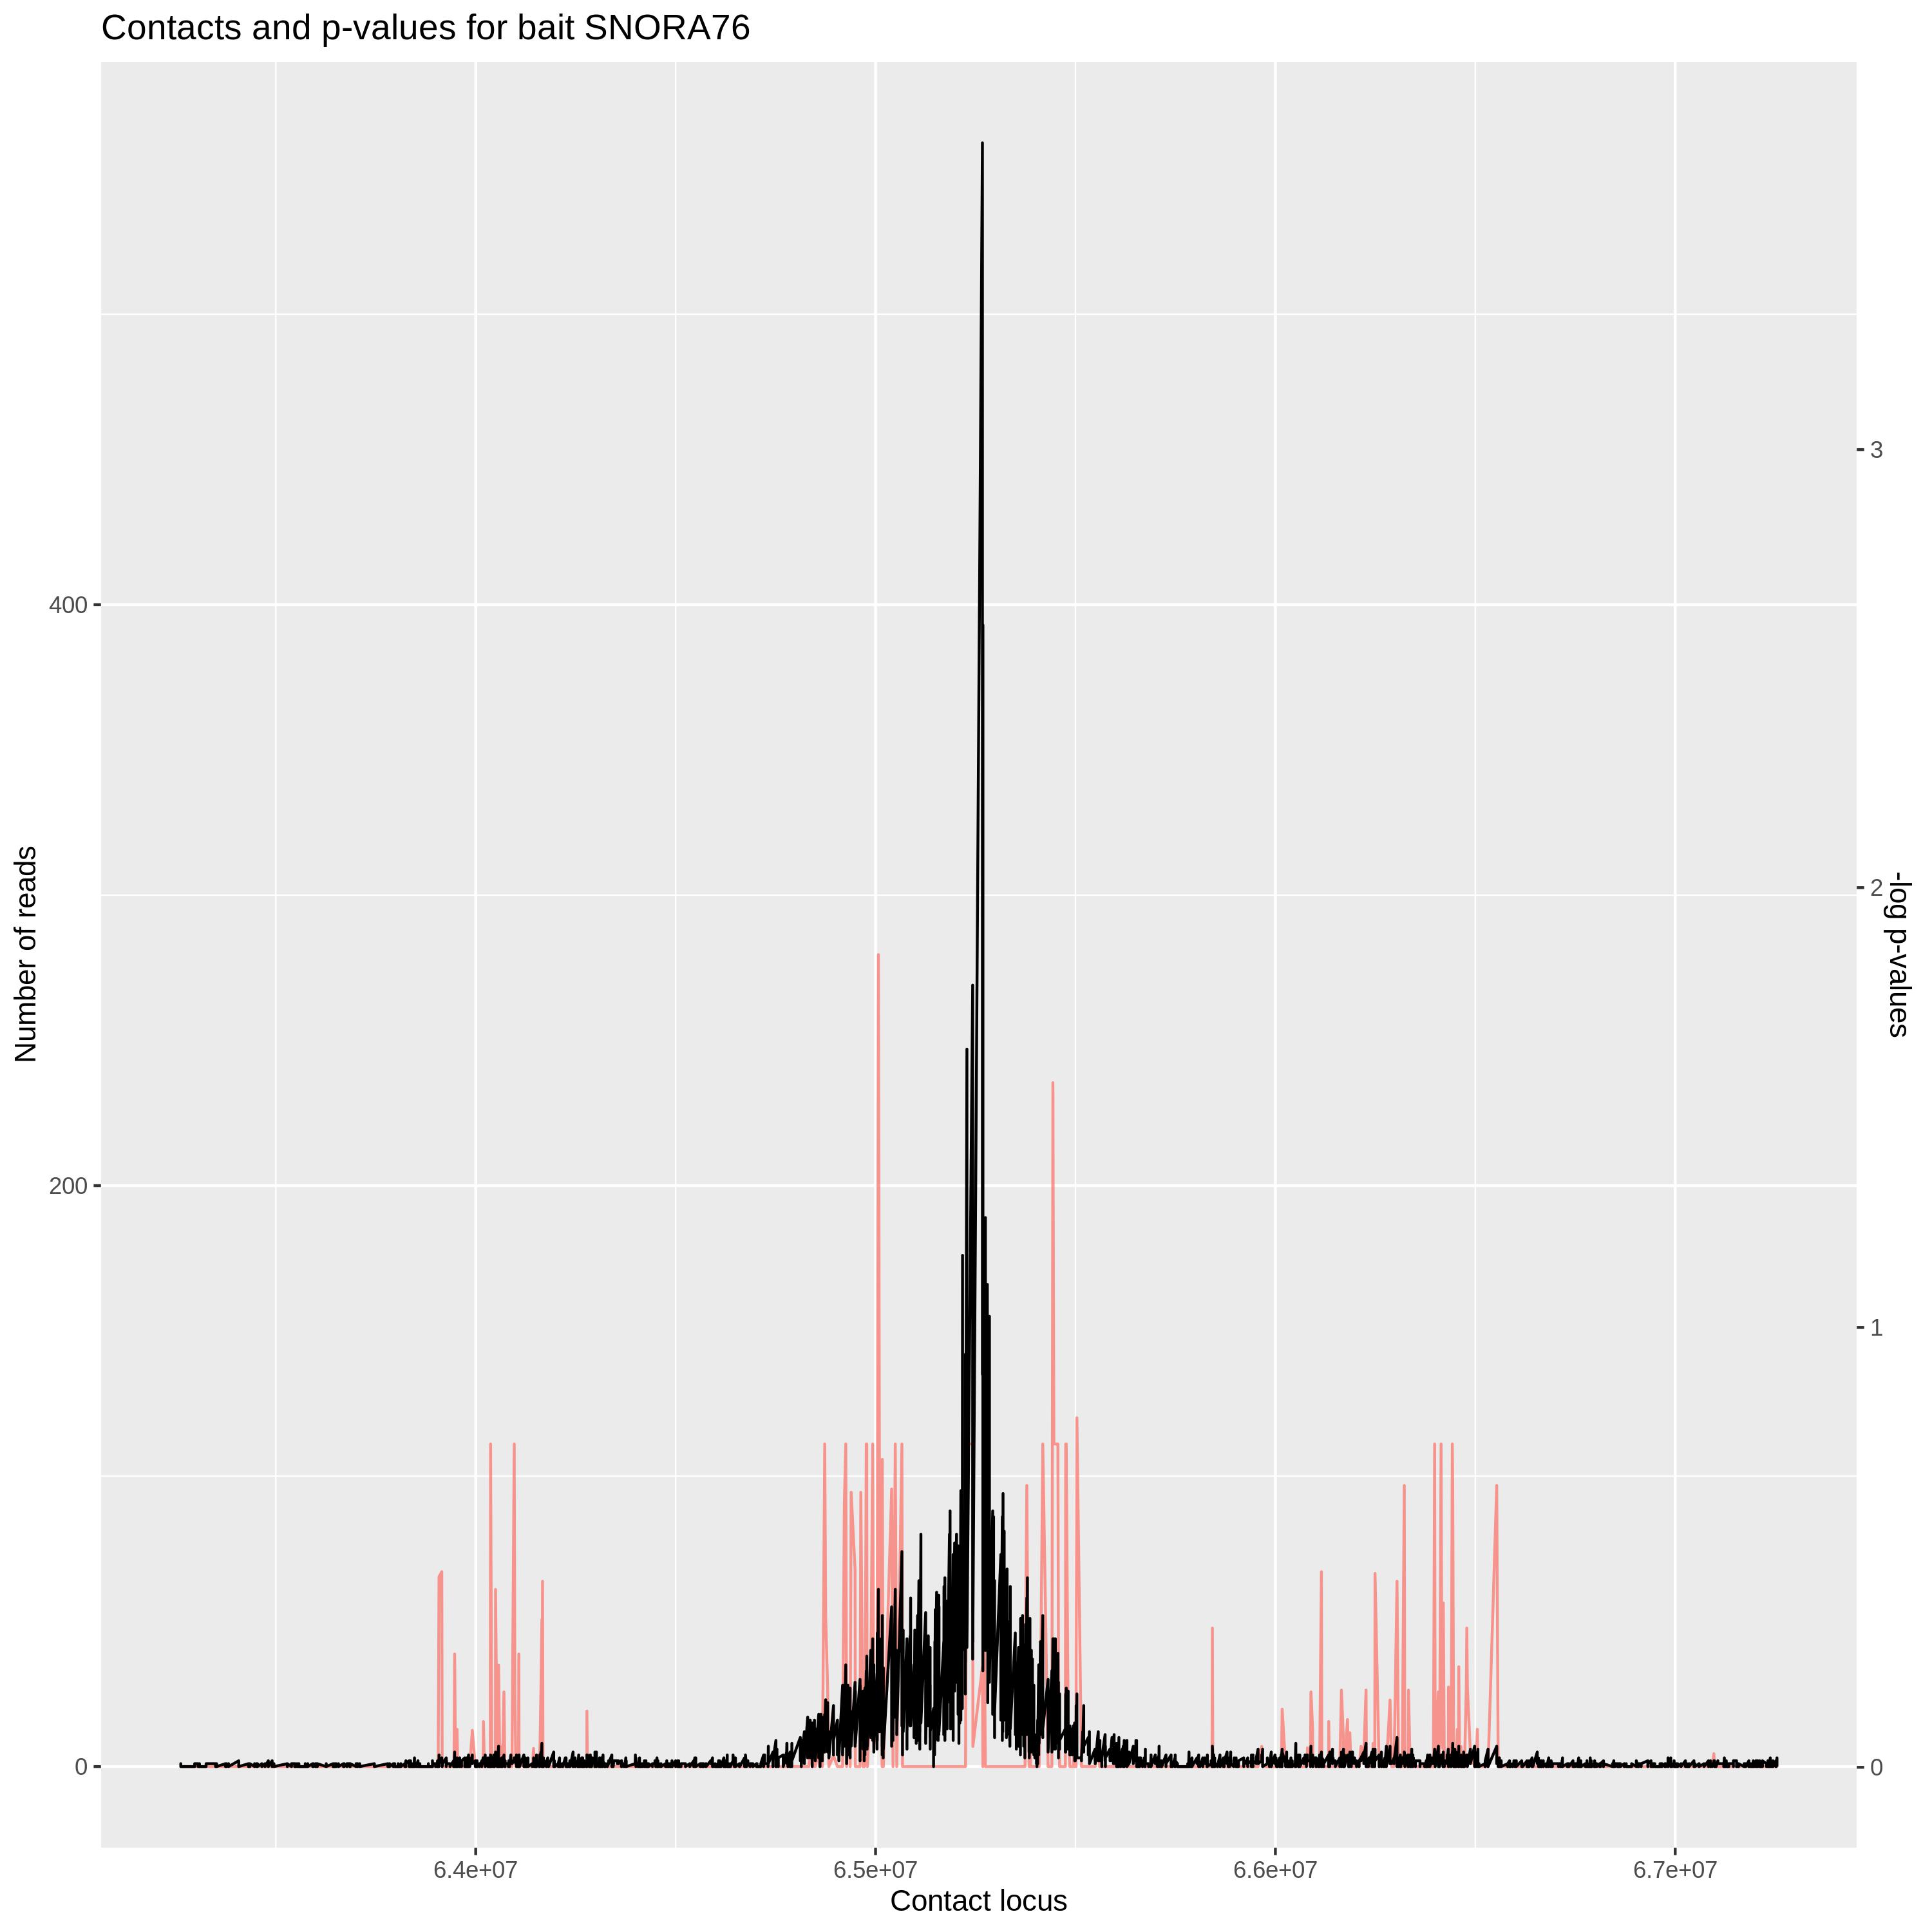 Contacts and p-values for bait SNORA76
Number of reads
400
200
0
3
2
1
0
-log p-values
6.4e+07
6.5e+07
6.6e+07
6.7e+07
Contact locus